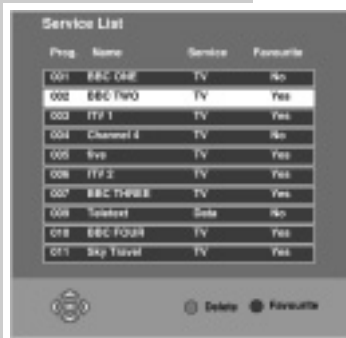 Service List
Prog. Name Service Favourite
001 BBC ONE TV No
002 BBC TWO TV Yes
003 ITV 1 TV Yes
004 Channel 4 TV No
005 five TV Yes
006 ITV 2 TV Yes
007 BBC THREE TV Yes
009 Teletext Data No
010 BBC FOUR TV Yes
011 Sky Travel TV Yes
Delete Favourite